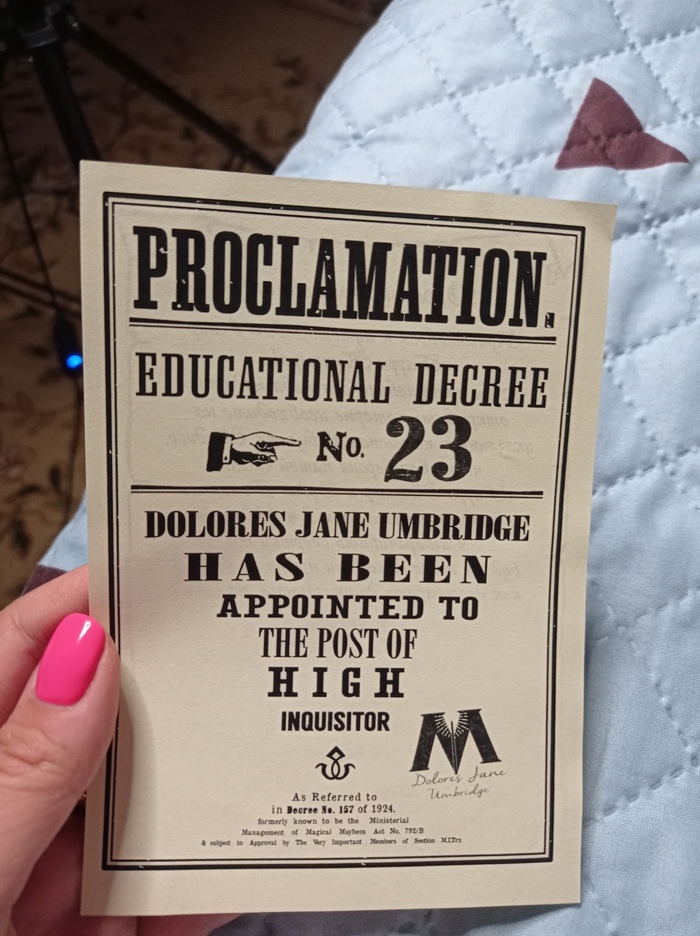 PROCLAMATION.
EDUCATIONAL DECREE
No. 23
DOLORES JANE UMBRIDGE
HAS BEEN
APPOINTED TO
THE POST OF
HIGH
INQUISITOR
M
Dolores Jane
Umbridge
As Referred to
in Decree No. 157 of 1924.
formerly known to be the Ministerial
Management of Magical Mayhem Act No. 792/B
& subject to Approval by The Very Important Members of Section M.I.Trx